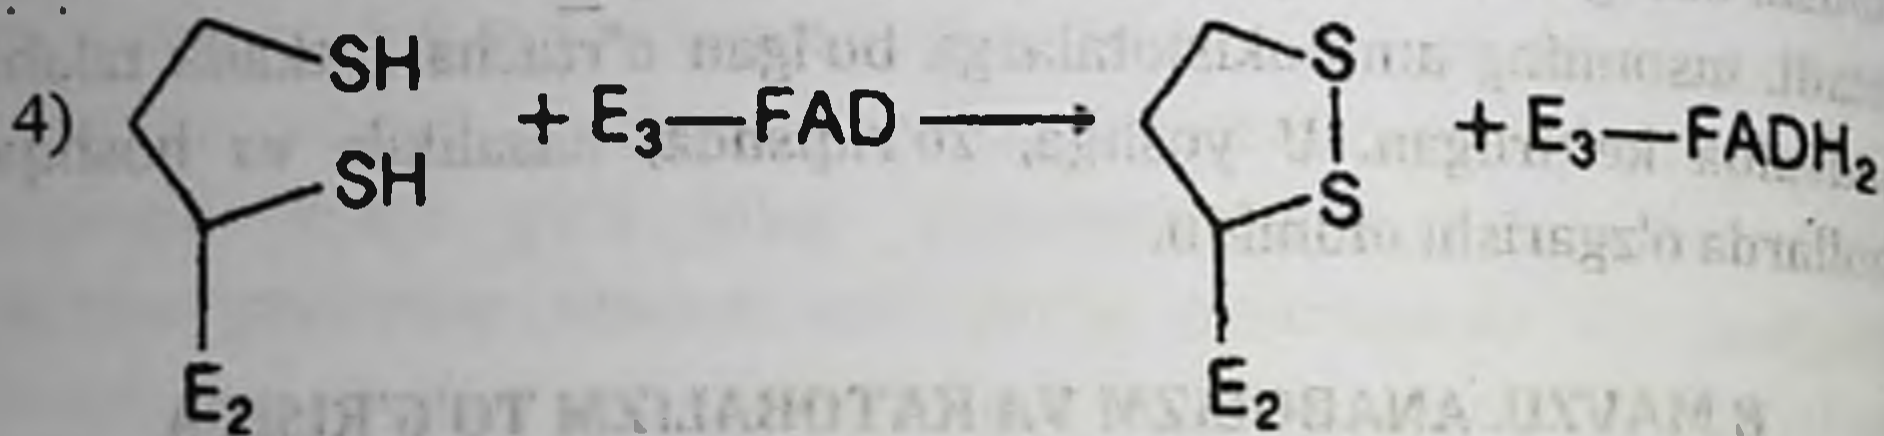 4) SH SH E₂ + E₃—FAD → S S E₂ + E₃—FADH₂